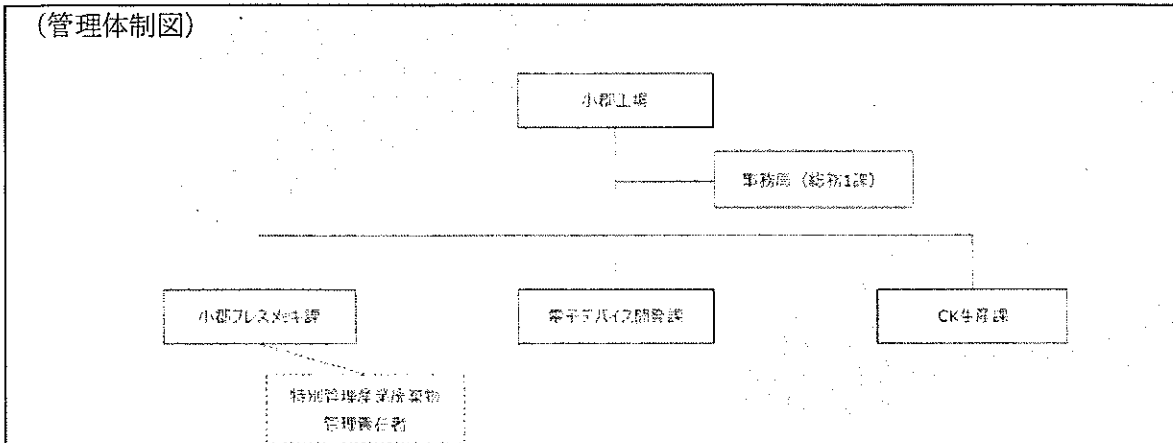 (管理体制図)
小郡工場
事務局（総務1課）
小郡プレスメッキ課
電子デバイス開発課
CK生産課
特別管理産業廃棄物
管理責任者